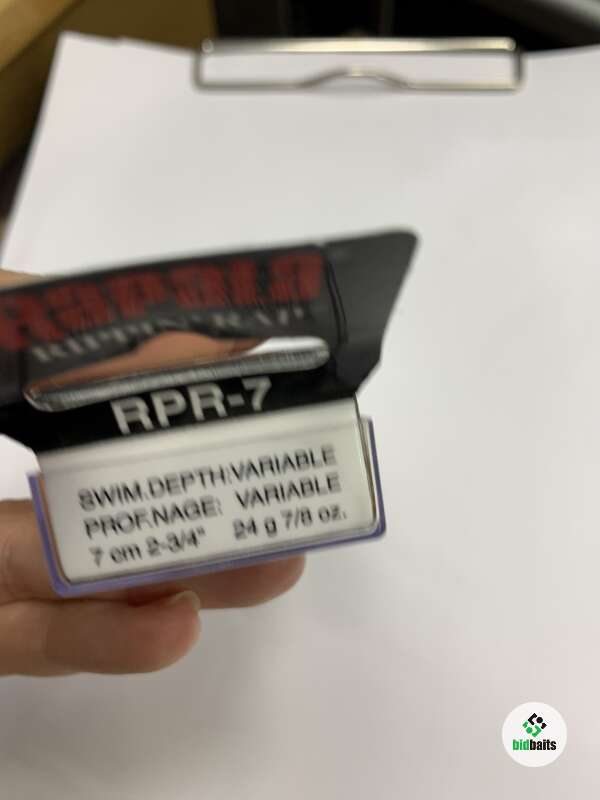 RAPALA
RIPPIN' RAP
RPR-7
SWIM.DEPTH:VARIABLE
PROF.NAGE: VARIABLE
7 cm 2-3/4" 24 g 7/8 oz.
bidbaits